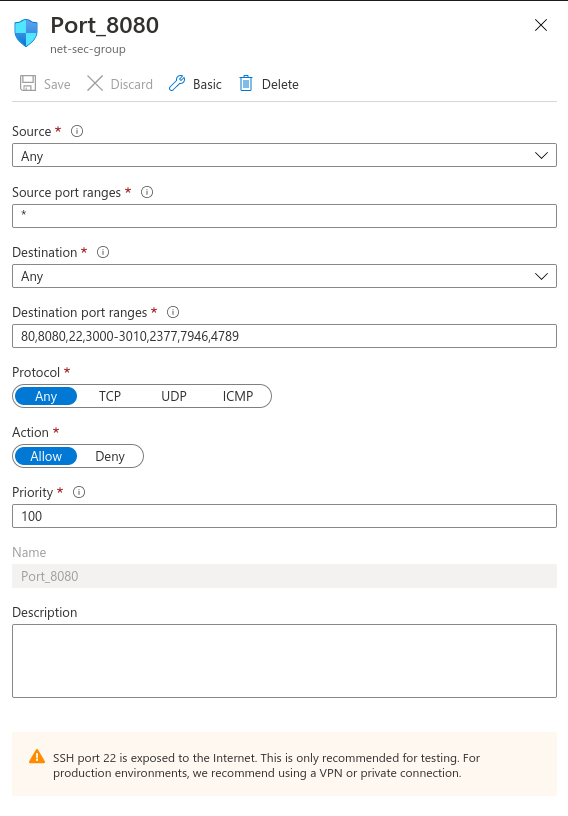 Port_8080
net-sec-group
Save Discard Basic Delete
Source *
Any
Source port ranges *
*
Destination *
Any
Destination port ranges *
80,8080,22,3000-3010,2377,7946,4789
Protocol *
Any TCP UDP ICMP
Action *
Allow Deny
Priority *
100
Name
Port_8080
Description
SSH port 22 is exposed to the Internet. This is only recommended for testing. For
production environments, we recommend using a VPN or private connection.